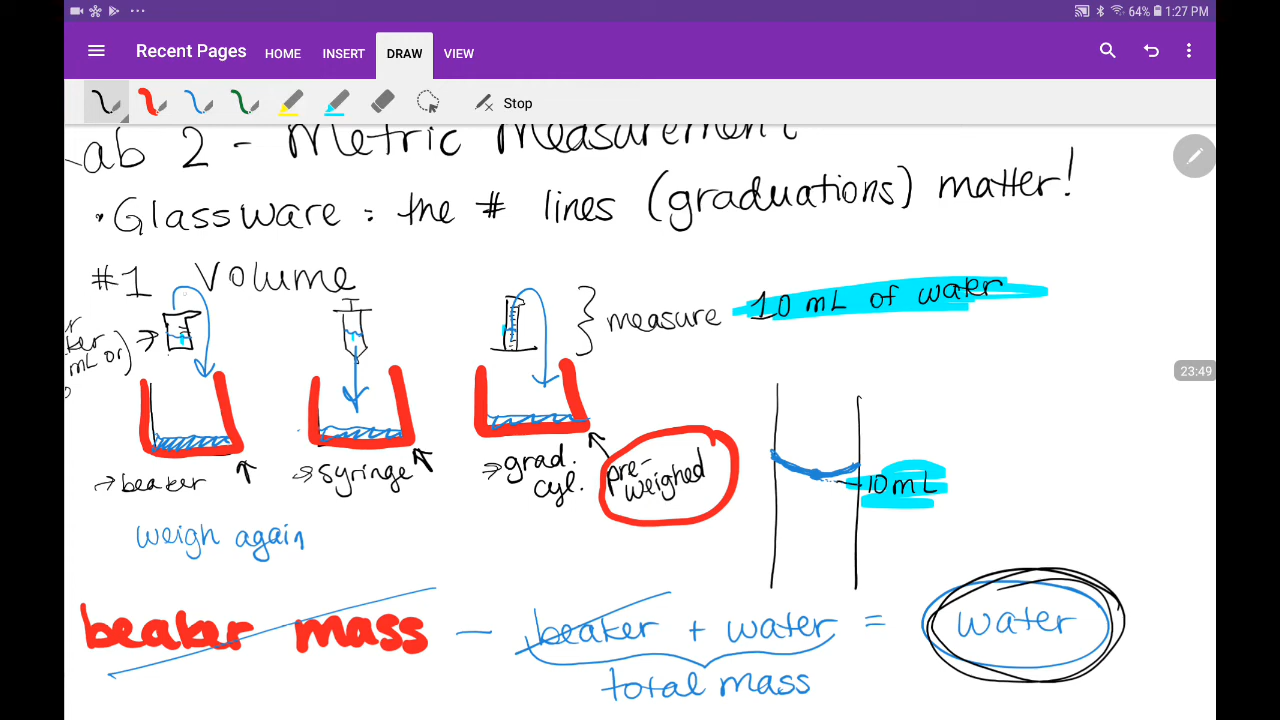 64% 1:27 PM
Recent Pages HOME INSERT DRAW VIEW
Stop
ab 2 - Metric Measurement
• Glassware : the # lines (graduations) matter!
#1 Volume
measure 10 mL of water
mL or)
23:49
→ beaker
→ syringe
→ grad. cyl.
pre-weighed
10 mL
weigh again
beaker mass - beaker + water = water
total mass